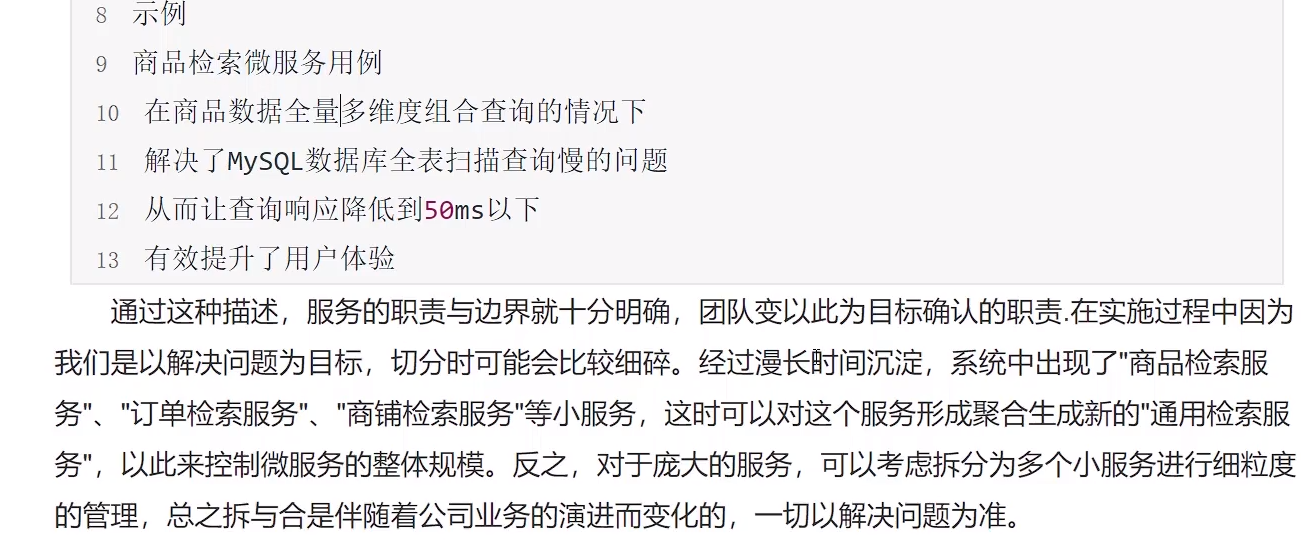 8 示例
9 商品检索微服务用例
10 在商品数据全量多维度组合查询的情况下
11 解决了MySQL数据库全表扫描查询慢的问题
12 从而让查询响应降低到50ms以下
13 有效提升了用户体验
通过这种描述，服务的职责与边界就十分明确，团队变以此为目标确认的职责.在实施过程中因为
我们是以解决问题为目标，切分时可能会比较细碎。经过漫长时间沉淀，系统中出现了"商品检索服
务"、"订单检索服务"、"商铺检索服务"等小服务，这时可以对这个服务形成聚合生成新的"通用检索服
务"，以此来控制微服务的整体规模。反之，对于庞大的服务，可以考虑拆分为多个小服务进行细粒度
的管理，总之拆与合是伴随着公司业务的演进而变化的，一切以解决问题为准。